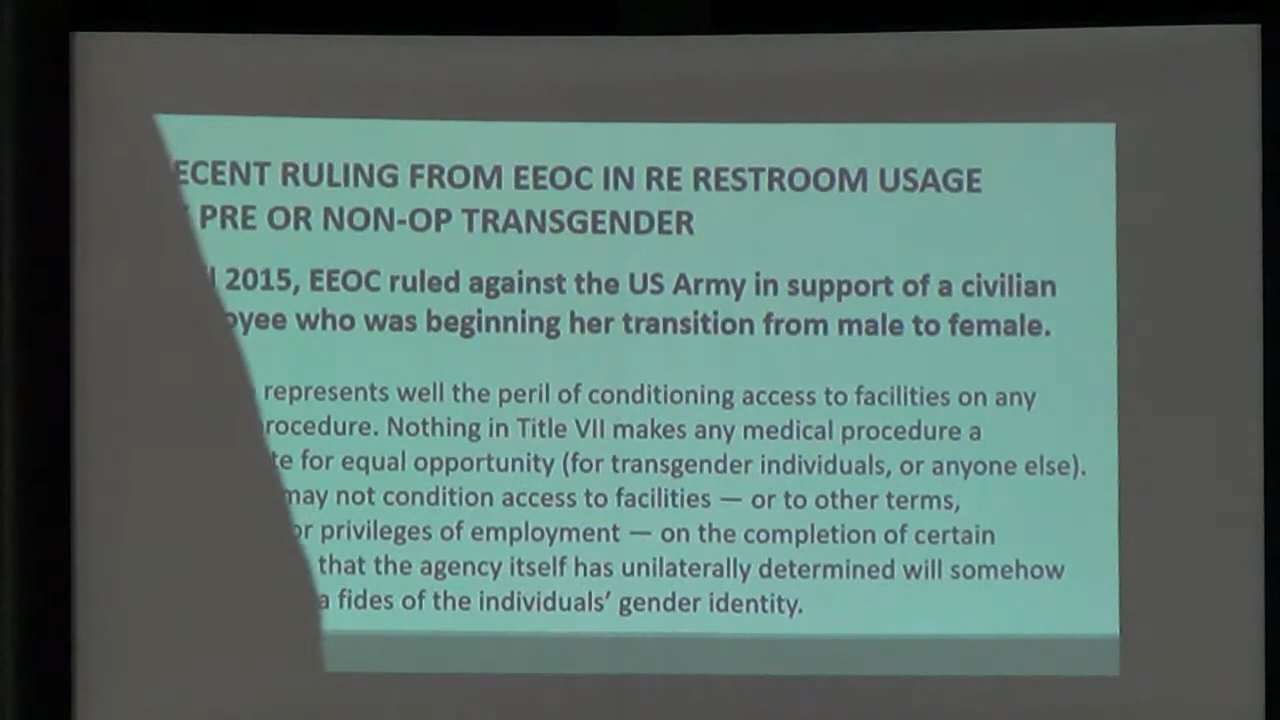 ECENT RULING FROM EEOC IN RE RESTROOM USAGE
PRE OR NON-OP TRANSGENDER
2015, EEOC ruled against the US Army in support of a civilian
oyee who was beginning her transition from male to female.
represents well the peril of conditioning access to facilities on any
rocedure. Nothing in Title VII makes any medical procedure a
te for equal opportunity (for transgender individuals, or anyone else).
may not condition access to facilities — or to other terms,
or privileges of employment — on the completion of certain
that the agency itself has unilaterally determined will somehow
a fides of the individuals’ gender identity.